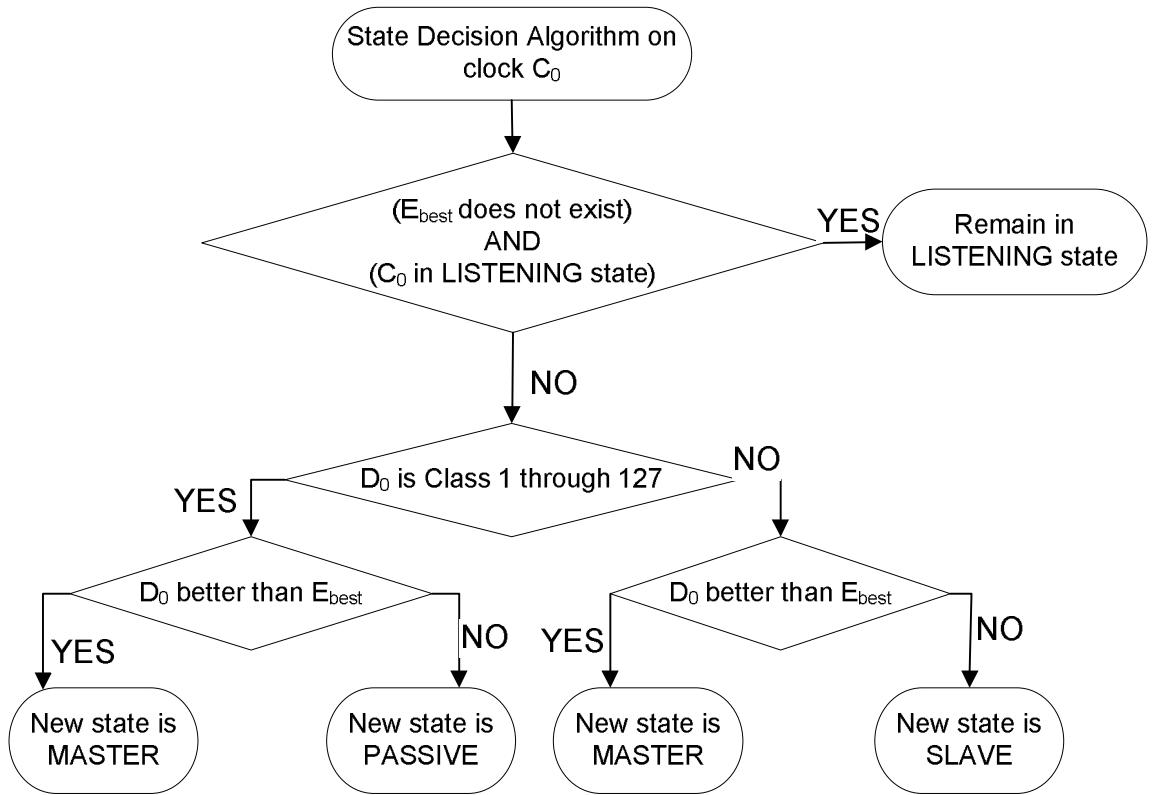 State Decision Algorithm on
clock C0
(Ebest does not exist)
AND
(C0 in LISTENING state)
YES
Remain in
LISTENING state
NO
D0 is Class 1 through 127
YES
NO
D0 better than Ebest
D0 better than Ebest
YES
NO
YES
NO
New state is
MASTER
New state is
PASSIVE
New state is
MASTER
New state is
SLAVE